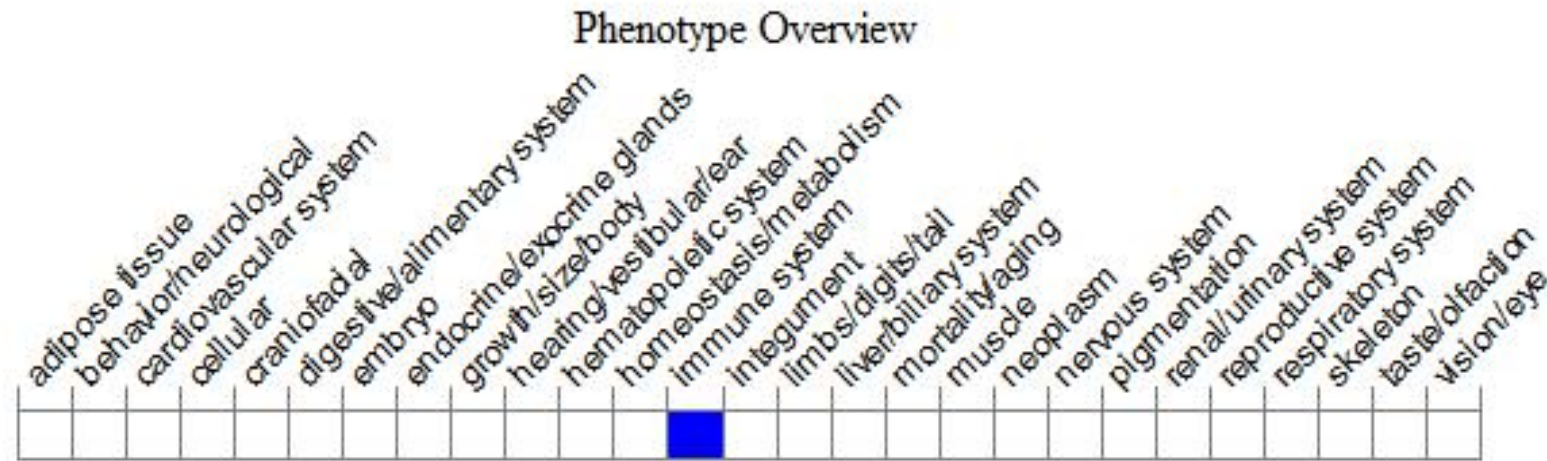 Phenotype Overview
adipose tissue
behavior/neurological
cardiovascular system
cellular
craniofacial
digestive/alimentary system
embryo
endocrine/exocrine glands
growth/size/body
hearing/vestibular/ear
hematopoietic system
homeostasis/metabolism
immune system
integument
limbs/digits/tail
liver/biliary system
mortality/aging
muscle
neoplasm
nervous system
pigmentation
renal/urinary system
reproductive system
respiratory system
skeleton
taste/olfaction
vision/eye